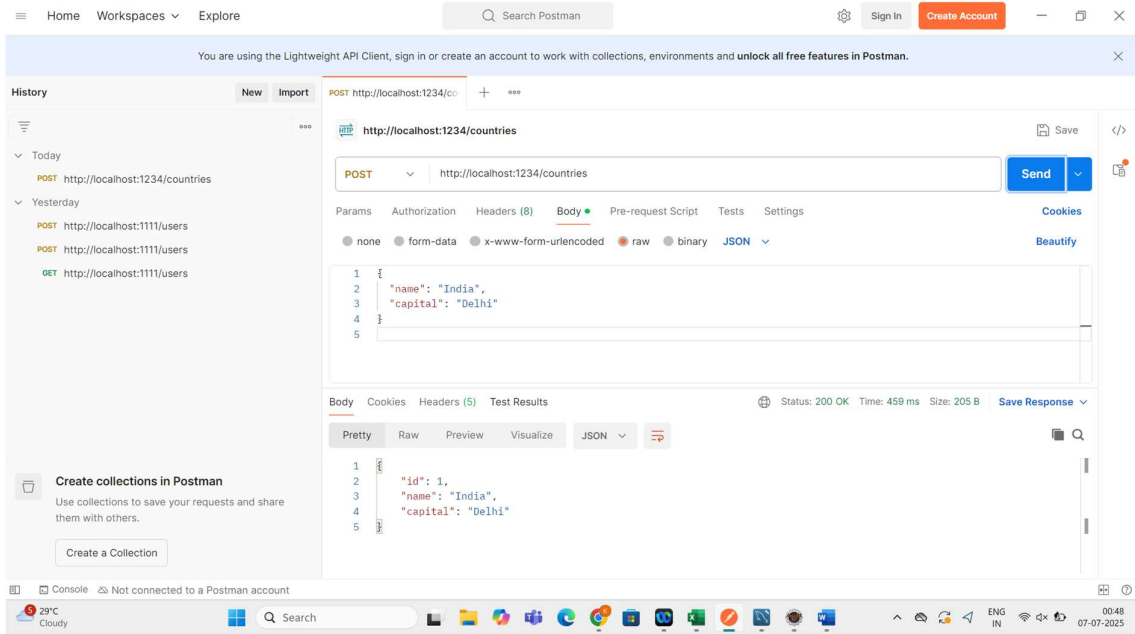 Home Workspaces Explore Search Postman Sign In Create Account
You are using the Lightweight API Client, sign in or create an account to work with collections, environments and unlock all free features in Postman.
History New Import
POST http://localhost:1234/co
HTTP http://localhost:1234/countries Save
Today
POST http://localhost:1234/countries
Yesterday
POST http://localhost:1111/users
POST http://localhost:1111/users
GET http://localhost:1111/users
POST http://localhost:1234/countries Send
Params Authorization Headers (8) Body Pre-request Script Tests Settings Cookies
none form-data x-www-form-urlencoded raw binary JSON Beautify
1 {
2 "name": "India",
3 "capital": "Delhi"
4 }
5
Body Cookies Headers (5) Test Results Status: 200 OK Time: 459 ms Size: 205 B Save Response
Pretty Raw Preview Visualize JSON
1 {
2 "id": 1,
3 "name": "India",
4 "capital": "Delhi"
5 }
Create collections in Postman
Use collections to save your requests and share
them with others.
Create a Collection
Console Not connected to a Postman account
5 29°C
Cloudy
Search
ENG
IN
00:48
07-07-2025